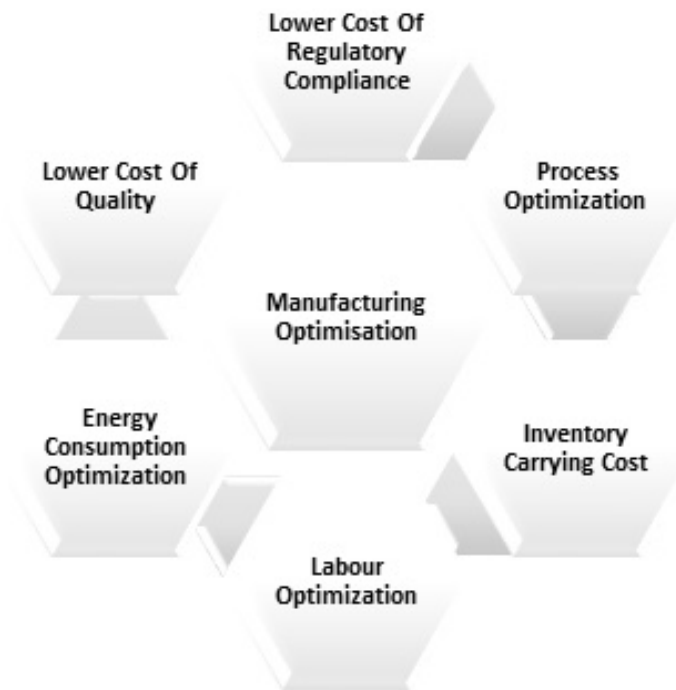 Lower Cost Of
Regulatory
Compliance
Process
Optimization
Lower Cost Of
Quality
Manufacturing
Optimisation
Inventory
Carrying Cost
Energy
Consumption
Optimization
Labour
Optimization